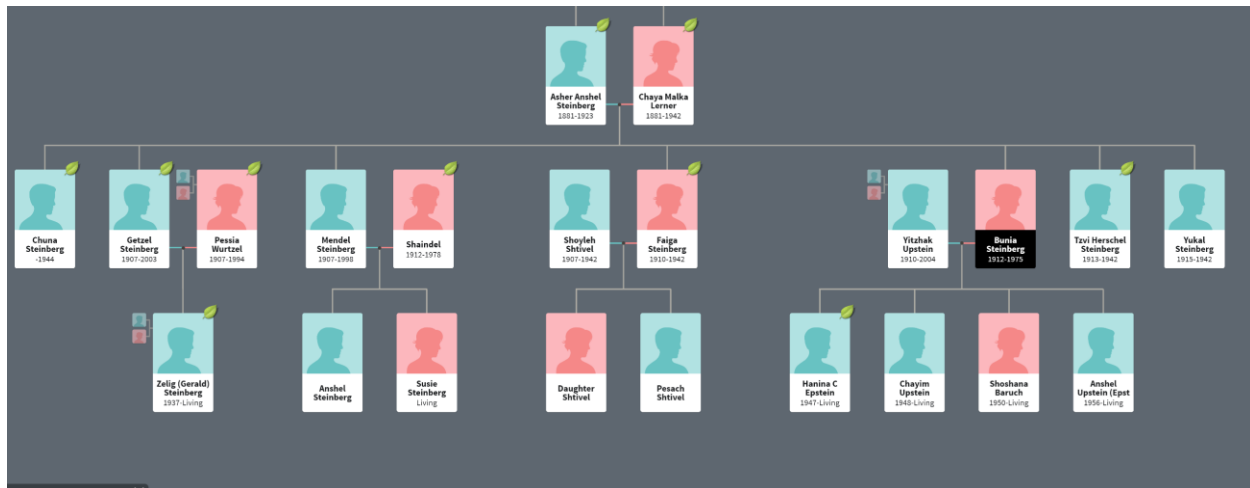 Asher Anshel
Steinberg
1881-1923
Chaya Malka
Lerner
1881-1942
Chuna
Steinberg
-1944
Getzel
Steinberg
1907-2003
Pessia
Wurtzel
1907-1994
Mendel
Steinberg
1907-1998
Shaindel
1912-1978
Shoyleh
Shtivel
1907-1942
Faiga
Steinberg
1910-1942
Yitzhak
Upstein
1910-2004
Bunia
Steinberg
1912-1975
Tzvi Herschel
Steinberg
1913-1942
Yukal
Steinberg
1915-1942
Zelig (Gerald)
Steinberg
1937-Living
Anshel
Steinberg
Susie
Steinberg
Living
Daughter
Shtivel
Pesach
Shtivel
Hanina C
Epstein
1947-Living
Chayim
Upstein
1948-Living
Shoshana
Baruch
1950-Living
Anshel
Upstein (Epst
1956-Living